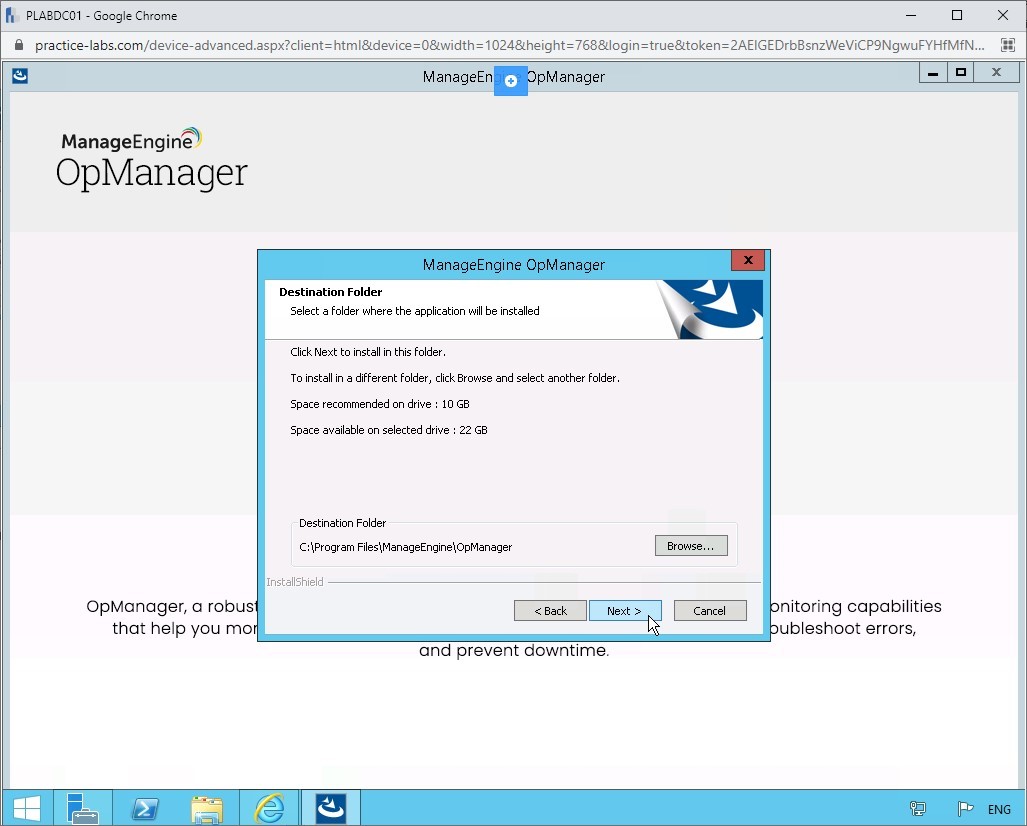 PLABDC01 - Google Chrome
practice-labs.com/device-advanced.aspx?client=html&device=0&width=1024&height=768&login=true&token=2AEIGEDrbBsnzWeViCP9NgwuFYHfMfN...
ManageEngine OpManager
ManageEngine
OpManager
ManageEngine OpManager
x
Destination Folder
Select a folder where the application will be installed
Click Next to install in this folder.
To install in a different folder, click Browse and select another folder.
Space recommended on drive : 10 GB
Space available on selected drive : 22 GB
Destination Folder
C:\Program Files\ManageEngine\OpManager
Browse...
InstallShield
< Back
Next >
Cancel
OpManager, a robust onitoring capabilities
that help you mor oubleshoot errors,
and prevent downtime.
ENG